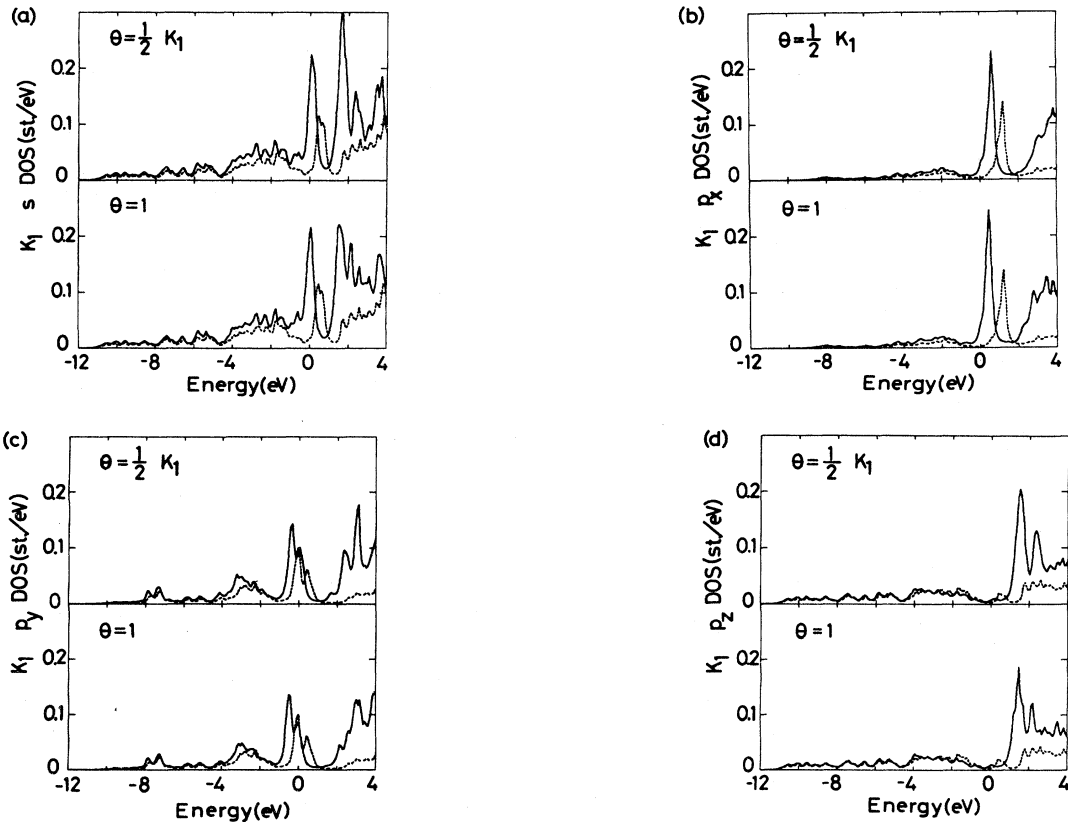 (a)
θ=1/2 K₁
0.2
0.1
0
s DOS(st./eV)
θ=1
0.2
0.1
0
K₁
-12 -8 -4 0 4
Energy(eV)
(b)
θ=1/2 K₁
0.2
0.1
0
pₓ DOS(st./eV)
θ=1
0.2
0.1
0
K₁
-12 -8 -4 0 4
Energy(eV)
(c)
θ=1/2 K₁
0.2
0.1
0
p_y DOS(st./eV)
θ=1
0.2
0.1
0
K₁
-12 -8 -4 0 4
Energy(eV)
(d)
θ=1/2 K₁
0.2
0.1
0
p_z DOS(st./eV)
θ=1
0.2
0.1
0
K₁
-12 -8 -4 0 4
Energy(eV)